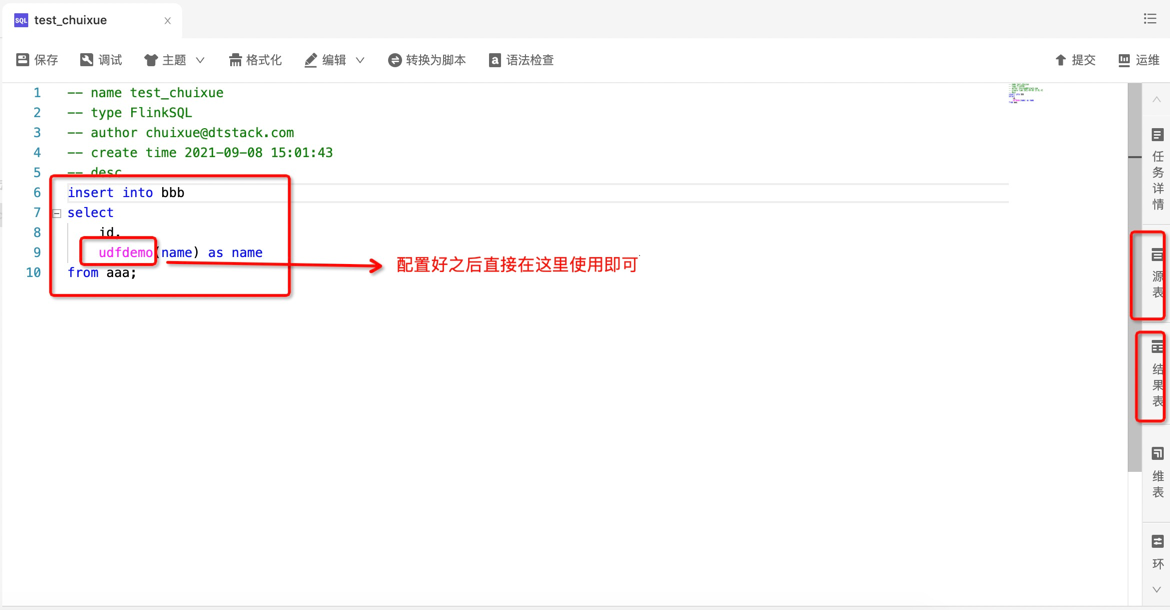 SQL test_chuixue x
保存 调试 主题 格式化 编辑 转换为脚本 a 语法检查 提交 运维
1 -- name test_chuixue
2 -- type FlinkSQL
3 -- author chuixue@dtstack.com
4 -- create time 2021-09-08 15:01:43
5 -- desc
6 insert into bbb
7 select
8 id,
9 udfdemo(name) as name
10 from aaa;
配置好之后直接在这里使用即可
任务详情
源表
结果表
维表
环